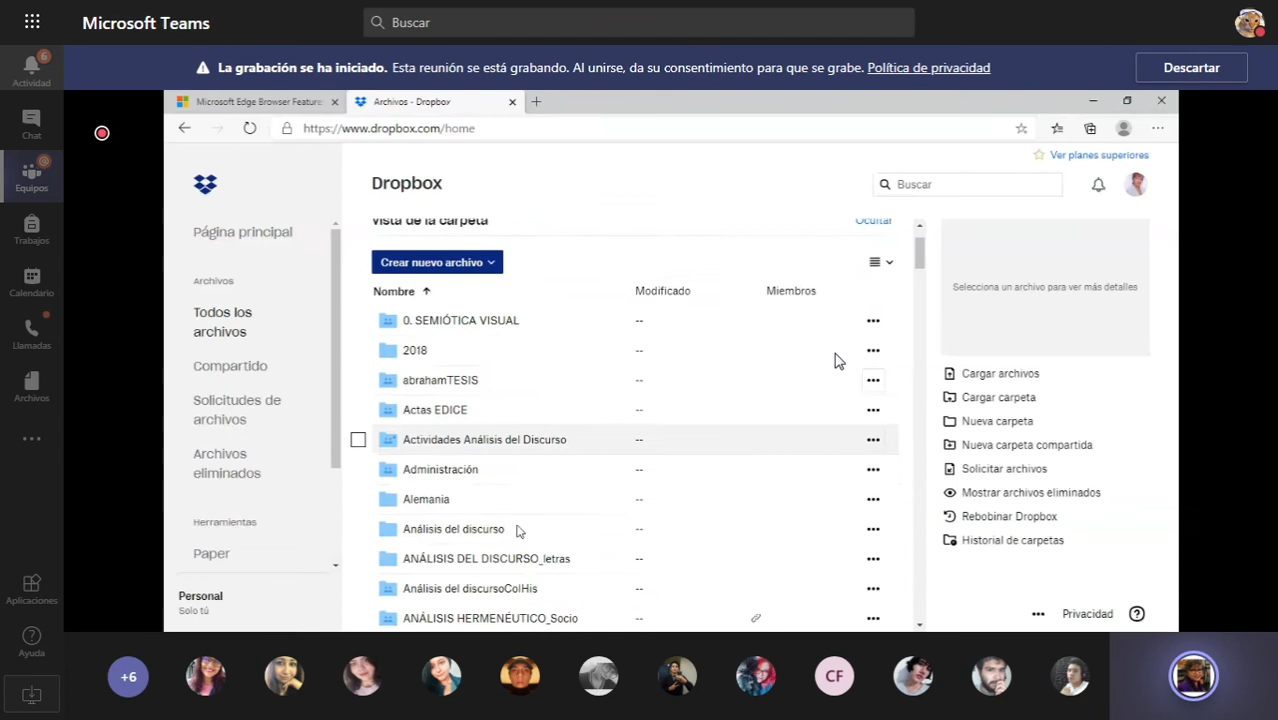 Microsoft Teams
Buscar
6
Actividad
La grabación se ha iniciado. Esta reunión se está grabando. Al unirse, da su consentimiento para que se grabe. Política de privacidad
Descartar
Chat
@
Equipos
Trabajos
Calendario
Llamadas
Archivos
Aplicaciones
Ayuda
Microsoft Edge Browser Feature
Archivos - Dropbox
https://www.dropbox.com/home
Ver planes superiores
Dropbox
Buscar
Página principal
Archivos
Todos los
archivos
Compartido
Solicitudes de
archivos
Archivos
eliminados
Herramientas
Paper
Personal
Solo tú
Vista de la carpeta
Ocultar
Crear nuevo archivo
Nombre Modificado Miembros
0. SEMIÓTICA VISUAL --
2018 --
abrahamTESIS --
Actas EDICE --
Actividades Análisis del Discurso --
Administración --
Alemania --
Análisis del discurso --
ANÁLISIS DEL DISCURSO_letras --
Análisis del discursoColHis --
ANÁLISIS HERMENÉUTICO_Socio --
Selecciona un archivo para ver más detalles
Cargar archivos
Cargar carpeta
Nueva carpeta
Nueva carpeta compartida
Solicitar archivos
Mostrar archivos eliminados
Rebobinar Dropbox
Historial de carpetas
Privacidad
+6
CF